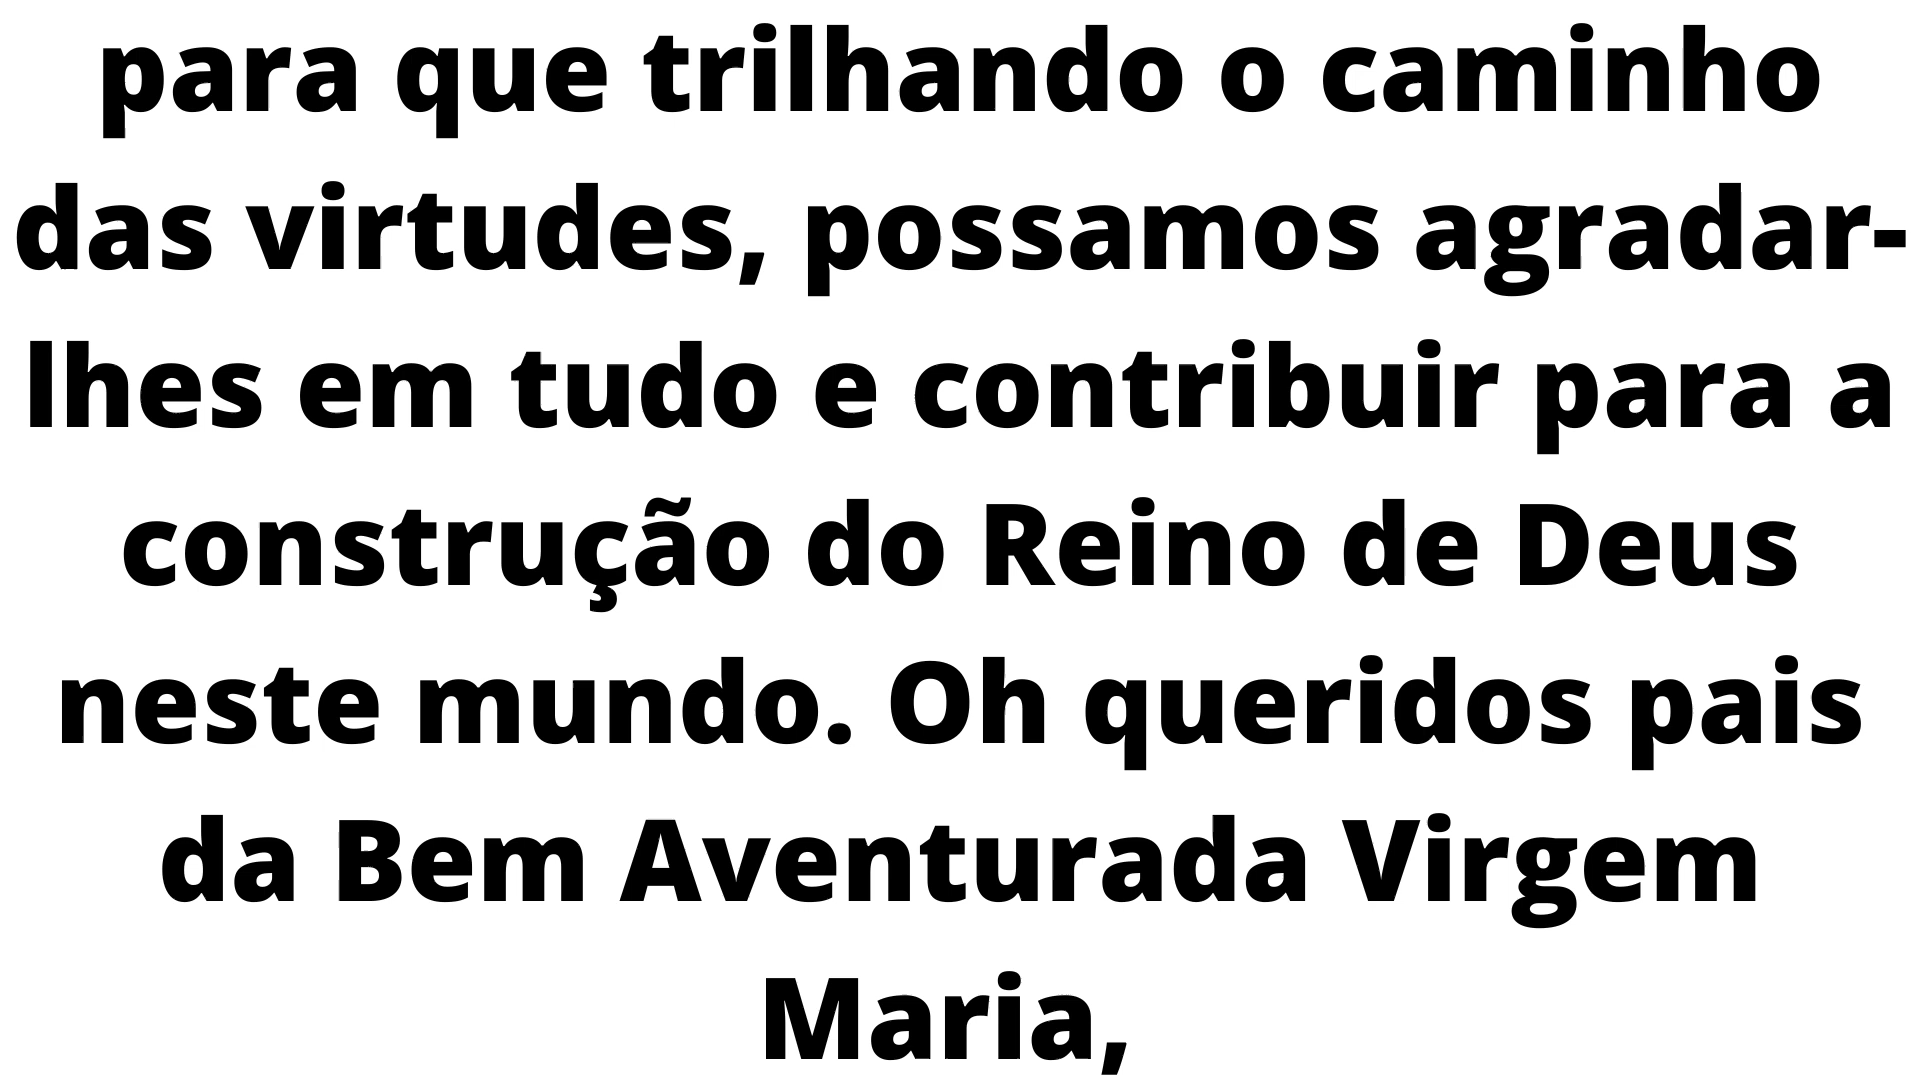 para que trilhando o caminho
das virtudes, possamos agradar-
lhes em tudo e contribuir para a
construção do Reino de Deus
neste mundo. Oh queridos pais
da Bem Aventurada Virgem
Maria,